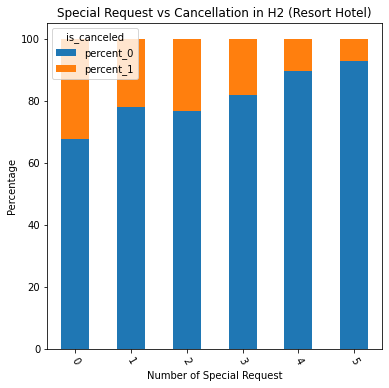 Special Request vs Cancellation in H2 (Resort Hotel)
is_canceled
percent_0
percent_1
100
80
60
40
20
0
Percentage
0 1 2 3 4 5
Number of Special Request